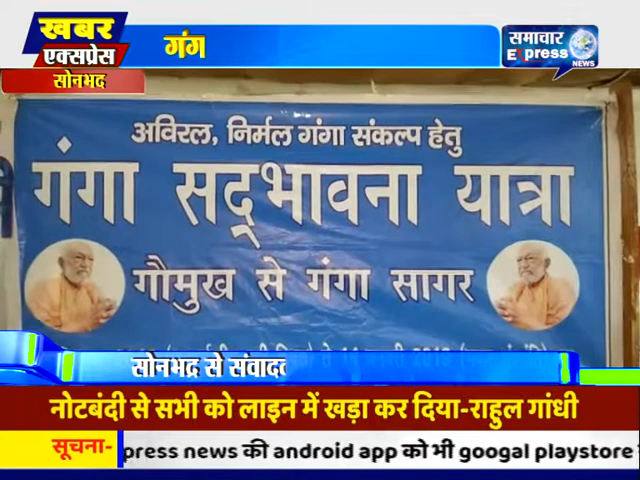 खबर
एक्सप्रेस
सोनभद्र
गंग
समाचार
Express
NEWS
अविरल, निर्मल गंगा संकल्प हेतु
गंगा सद्भावना यात्रा
गौमुख से गंगा सागर
सोनभद्र से संवाद
नोटबंदी से सभी को लाइन में खड़ा कर दिया-राहुल गांधी
सूचना- press news की android app को भी googal playstore